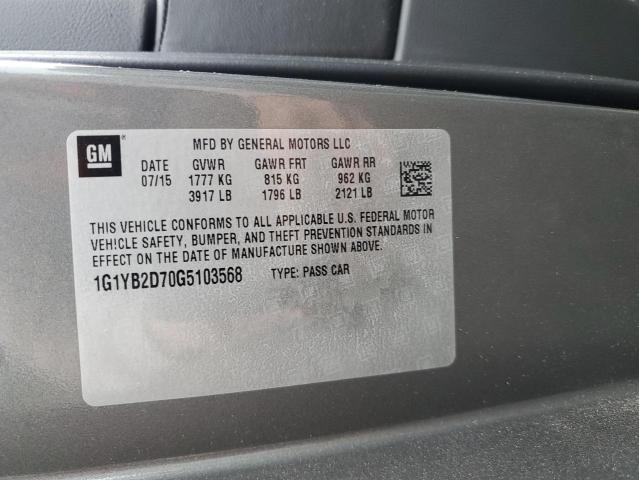 GM
MFD BY GENERAL MOTORS LLC
DATE GVWR GAWR FRT GAWR RR
07/15 1777 KG 815 KG 962 KG
3917 LB 1796 LB 2121 LB
THIS VEHICLE CONFORMS TO ALL APPLICABLE U.S. FEDERAL MOTOR
VEHICLE SAFETY, BUMPER, AND THEFT PREVENTION STANDARDS IN
EFFECT ON THE DATE OF MANUFACTURE SHOWN ABOVE.
1G1YB2D70G5103568 TYPE: PASS CAR